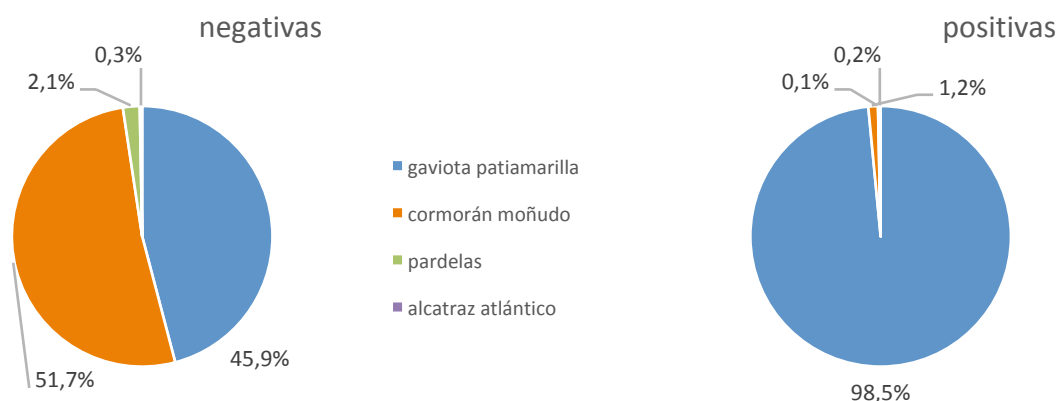 negativas
0,3%
2,1%
51,7%
45,9%
gaviota patiamarilla
cormorán moñudo
pardelas
alcatraz atlántico
positivas
0,2%
0,1%
1,2%
98,5%